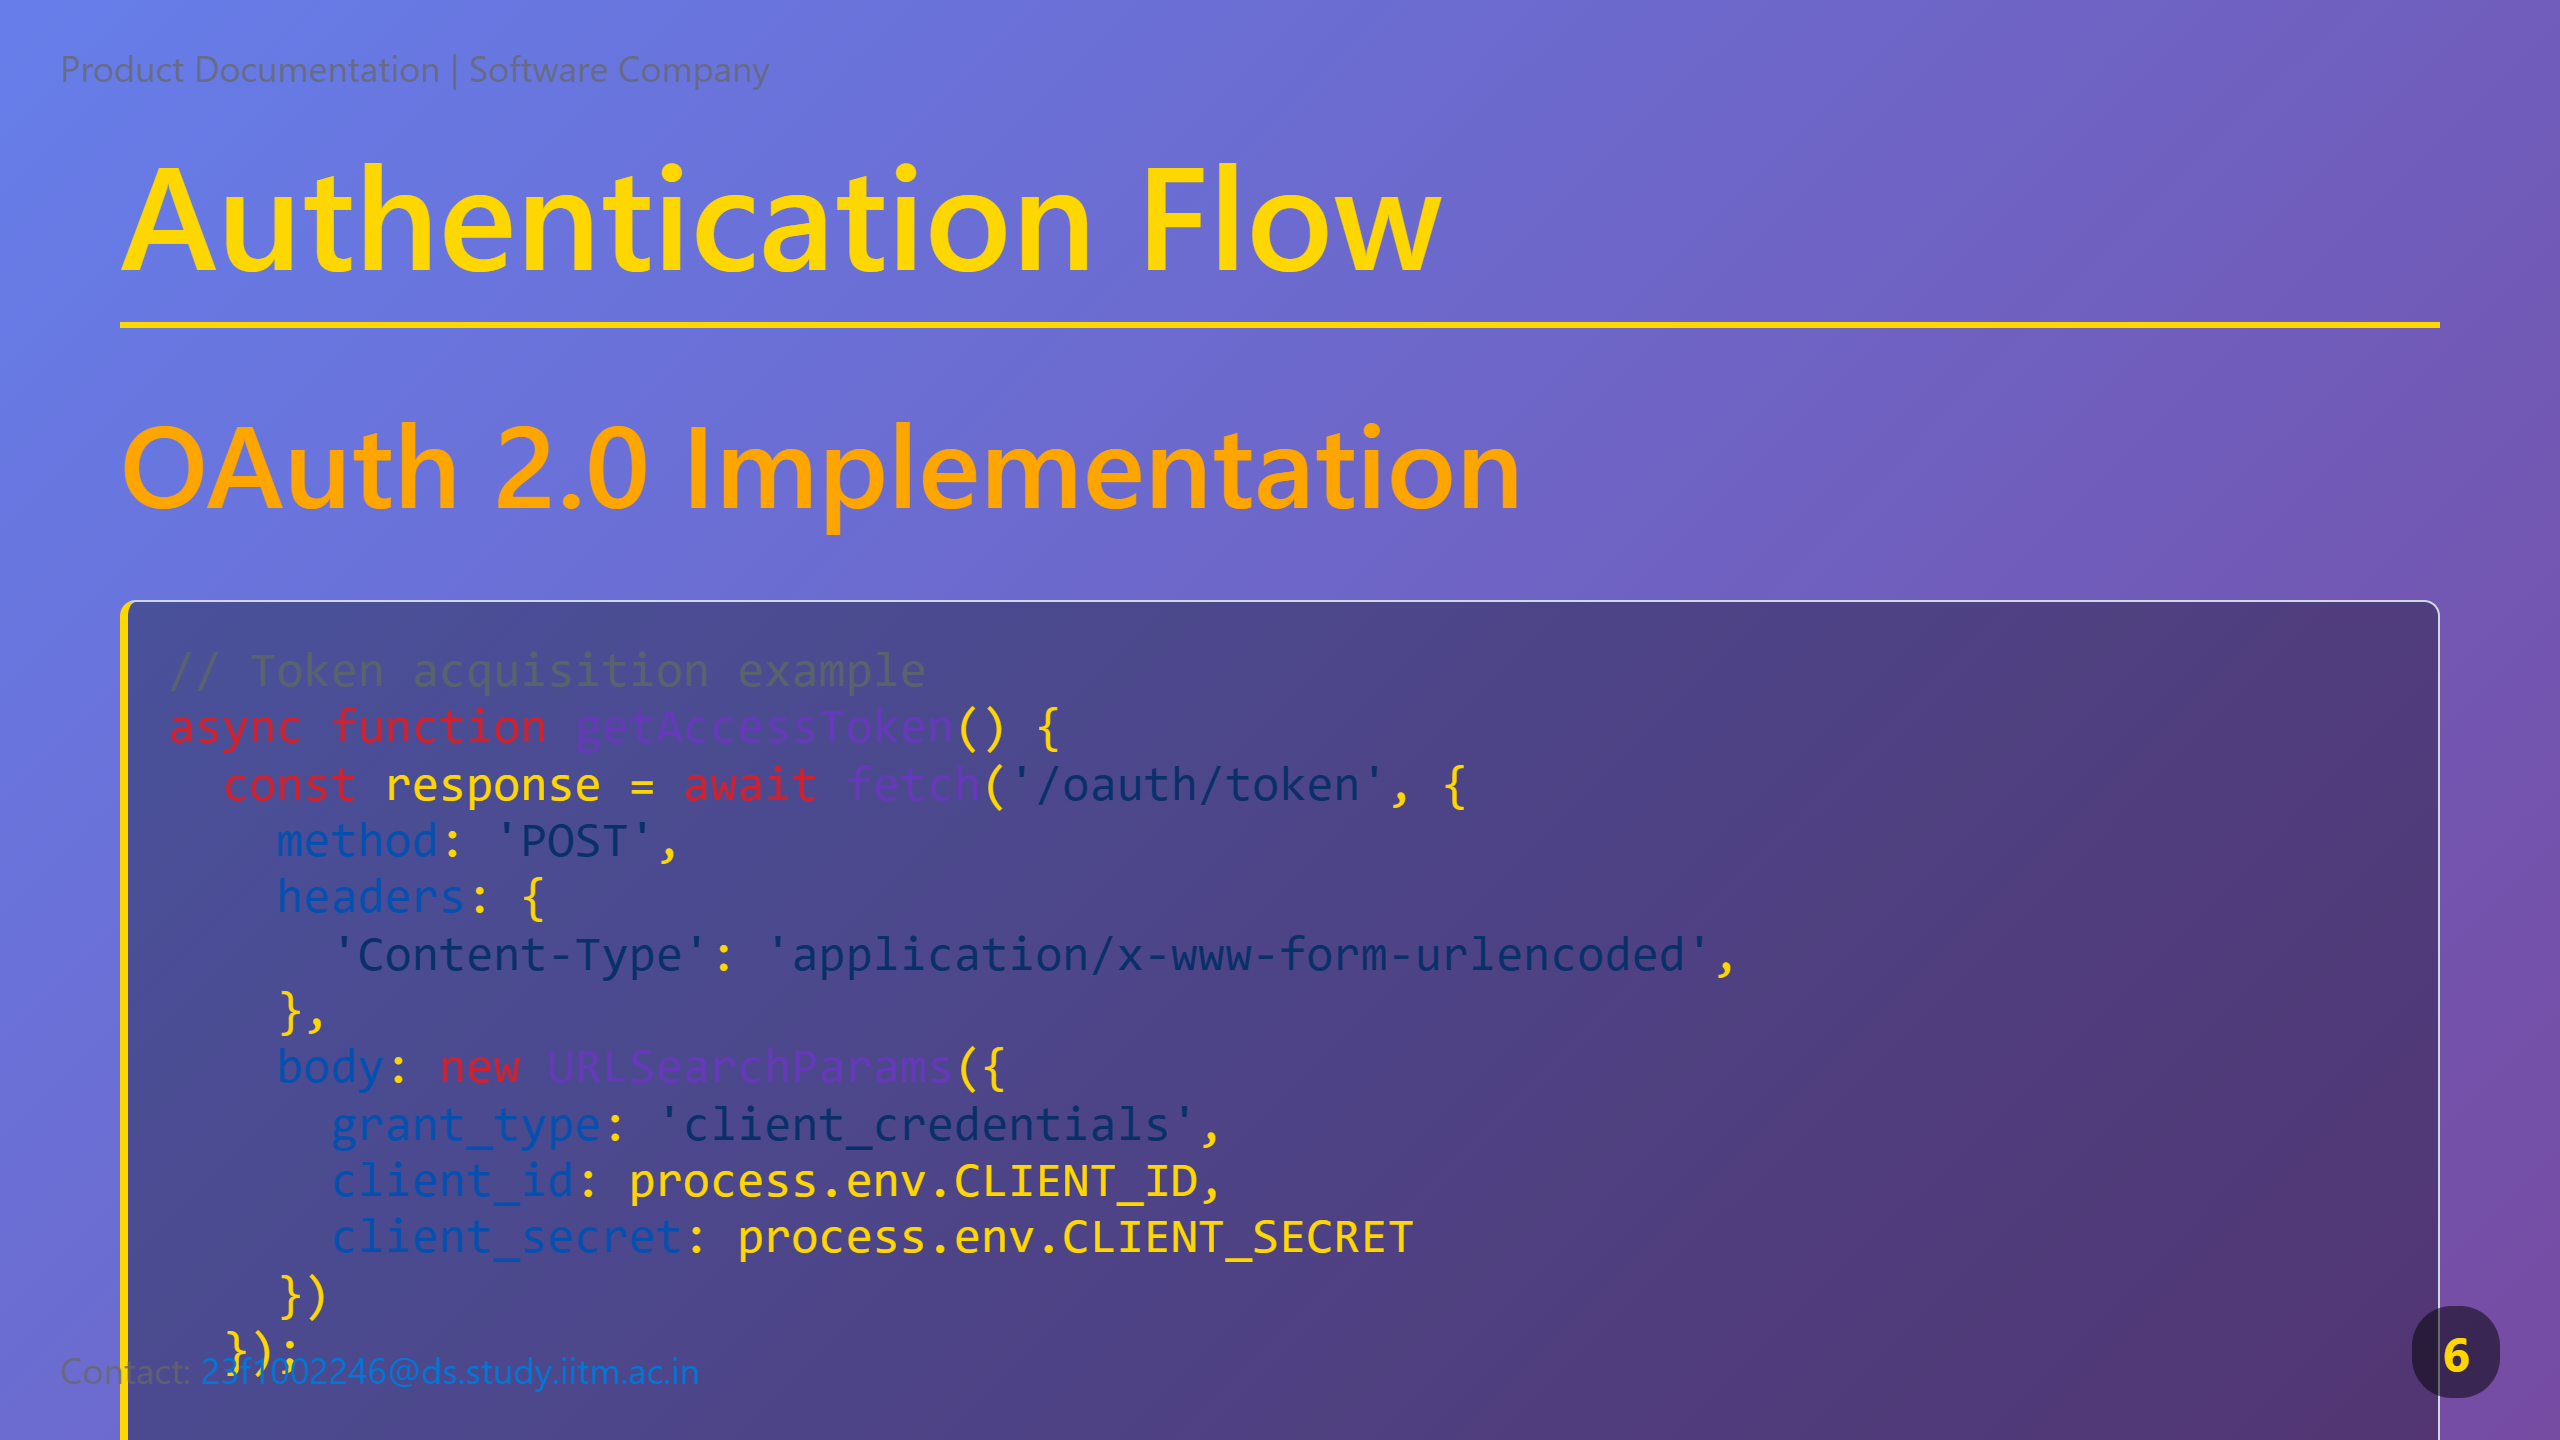 Product Documentation | Software Company
Authentication Flow
OAuth 2.0 Implementation
// Token acquisition example
async function getAccessToken() {
  const response = await fetch('/oauth/token', {
    method: 'POST',
    headers: {
      'Content-Type': 'application/x-www-form-urlencoded',
    },
    body: new URLSearchParams({
      grant_type: 'client_credentials',
      client_id: process.env.CLIENT_ID,
      client_secret: process.env.CLIENT_SECRET
    })
  });
Contact: 23f1002246@ds.study.iitm.ac.in
6